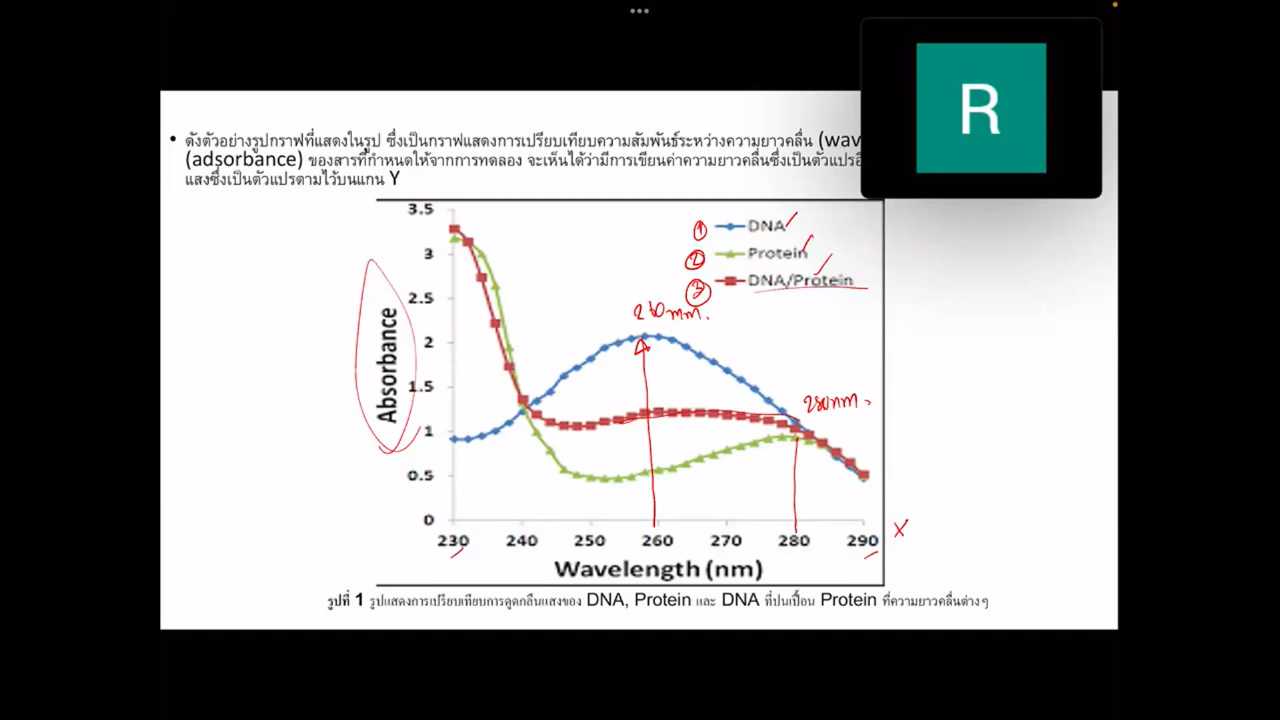 • ดังตัวอย่างรูปกราฟที่แสดงในรูป ซึ่งเป็นกราฟแสดงการเปรียบเทียบความสัมพันธ์ระหว่างความยาวคลื่น (wav
(adsorbance) ของสารที่กำหนดให้จากการทดลอง จะเห็นได้ว่ามีการเขียนค่าความยาวคลื่นซึ่งเป็นตัวแปรอิ
แสงซึ่งเป็นตัวแปรตามไว้บนแกน Y
R
3.5
3
2.5
2
1.5
1
0.5
0
Absorbance
① DNA
② Protein
③ DNA/Protein
260 mm.
280nm.
230 240 250 260 270 280 290 X
Wavelength (nm)
รูปที่ 1 รูปแสดงการเปรียบเทียบการดูดกลืนแสงของ DNA, Protein และ DNA ที่ปนเปื้อน Protein ที่ความยาวคลื่นต่างๆ